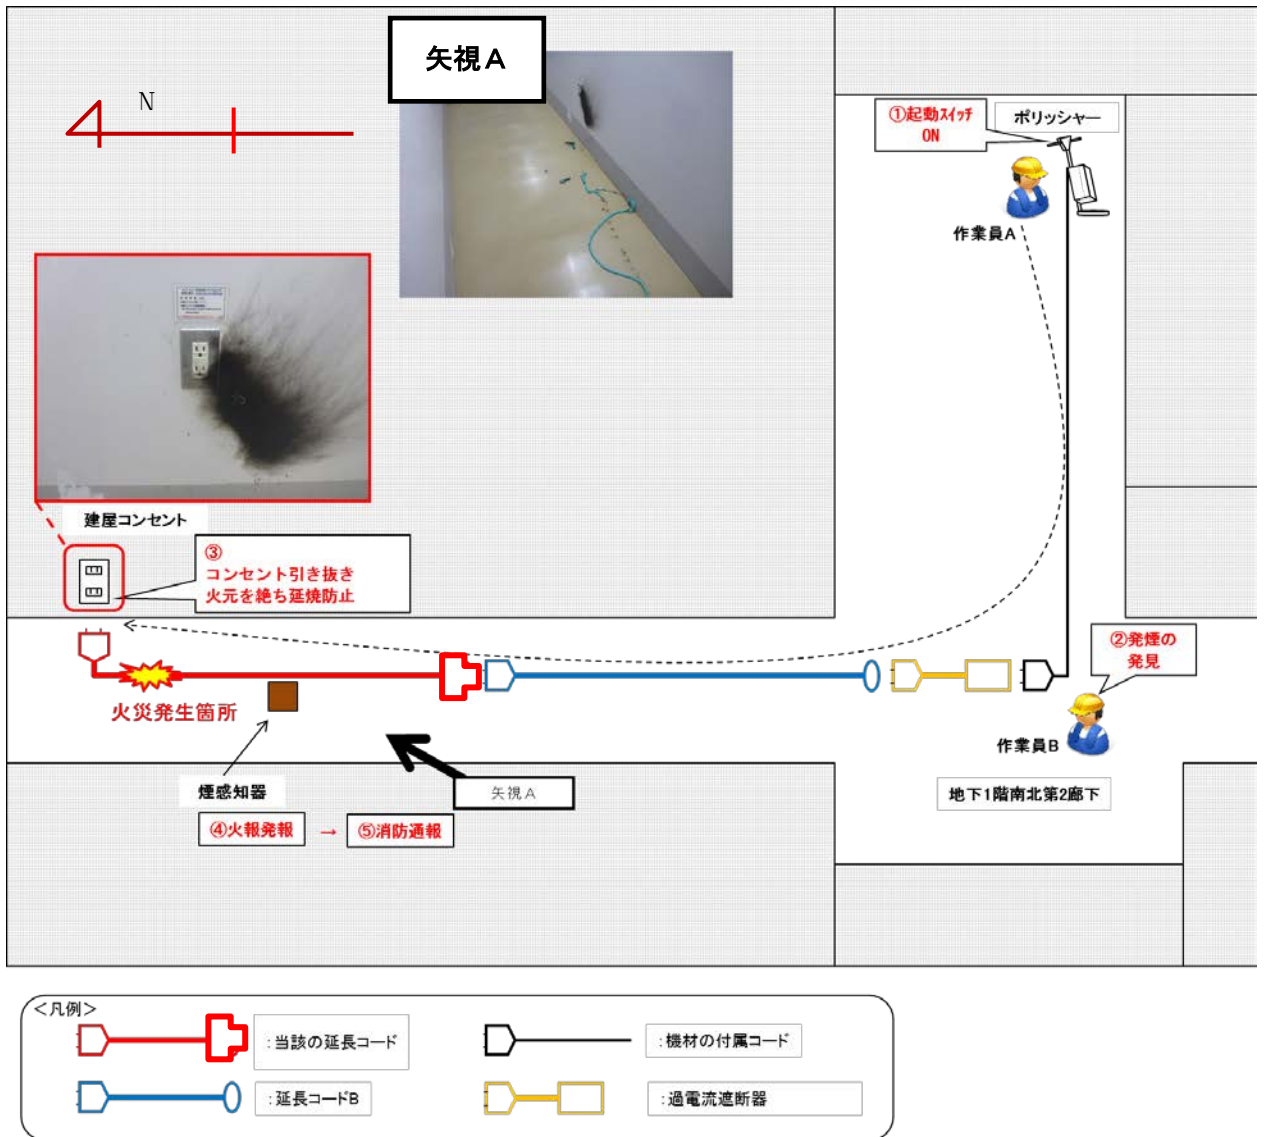 矢視A
N
①起動スイッチ
ON
ポリッシャー
作業員A
建屋コンセント
③
コンセント引き抜き
火元を絶ち延焼防止
②発煙の
発見
火災発生箇所
作業員B
煙感知器
矢視A
地下1階南北第2廊下
④火報発報
→
⑤消防通報
<凡例>
:当該の延長コード
:機材の付属コード
:延長コードB
:過電流遮断器